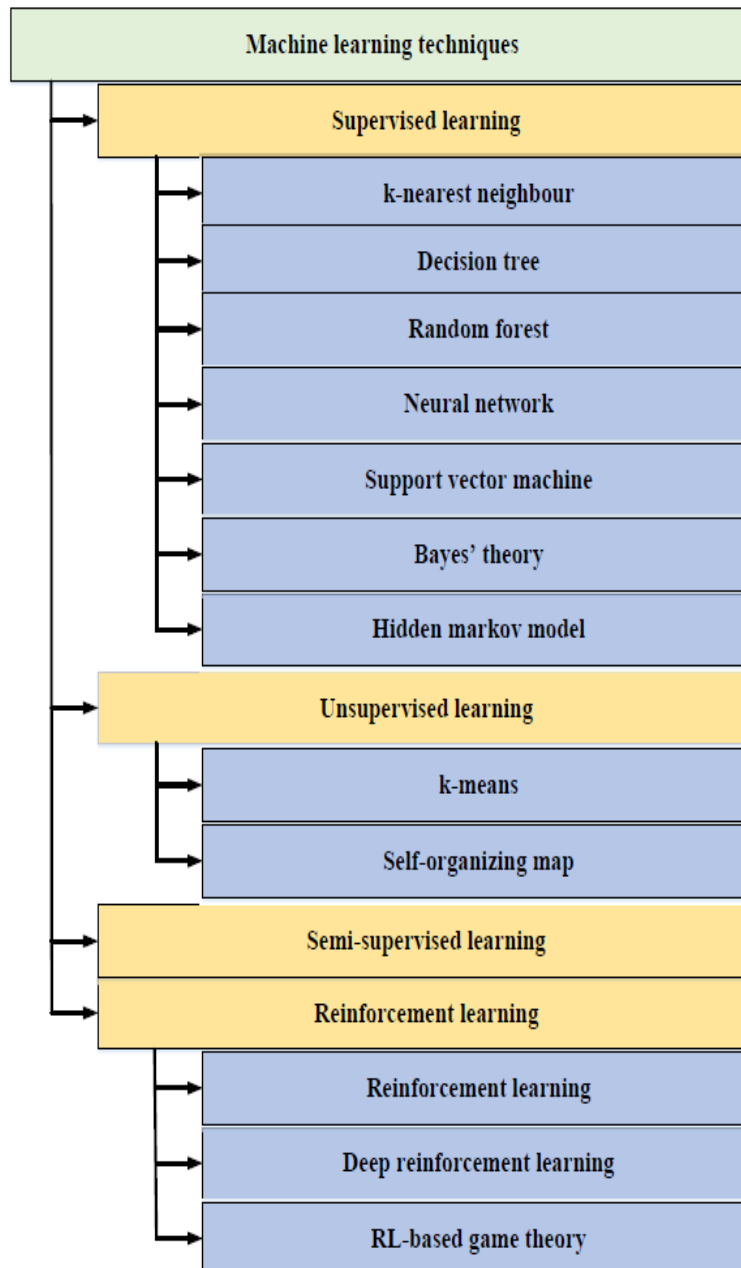 Machine learning techniques
Supervised learning
k-nearest neighbour
Decision tree
Random forest
Neural network
Support vector machine
Bayes’ theory
Hidden markov model
Unsupervised learning
k-means
Self-organizing map
Semi-supervised learning
Reinforcement learning
Reinforcement learning
Deep reinforcement learning
RL-based game theory